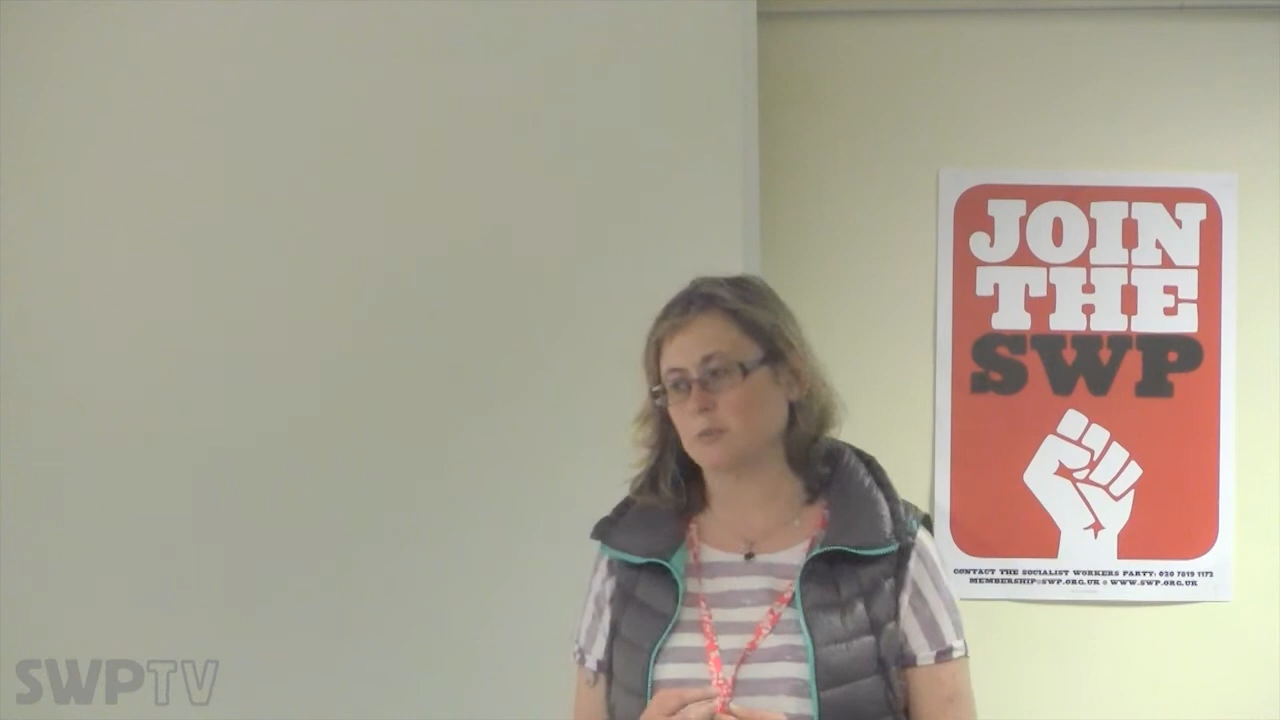 JOIN
THE
SWP
CONTACT THE SOCIALIST WORKERS PARTY: 020 7819 1172
MEMBERSHIP@SWP.ORG.UK • WWW.SWP.ORG.UK
SWPTV